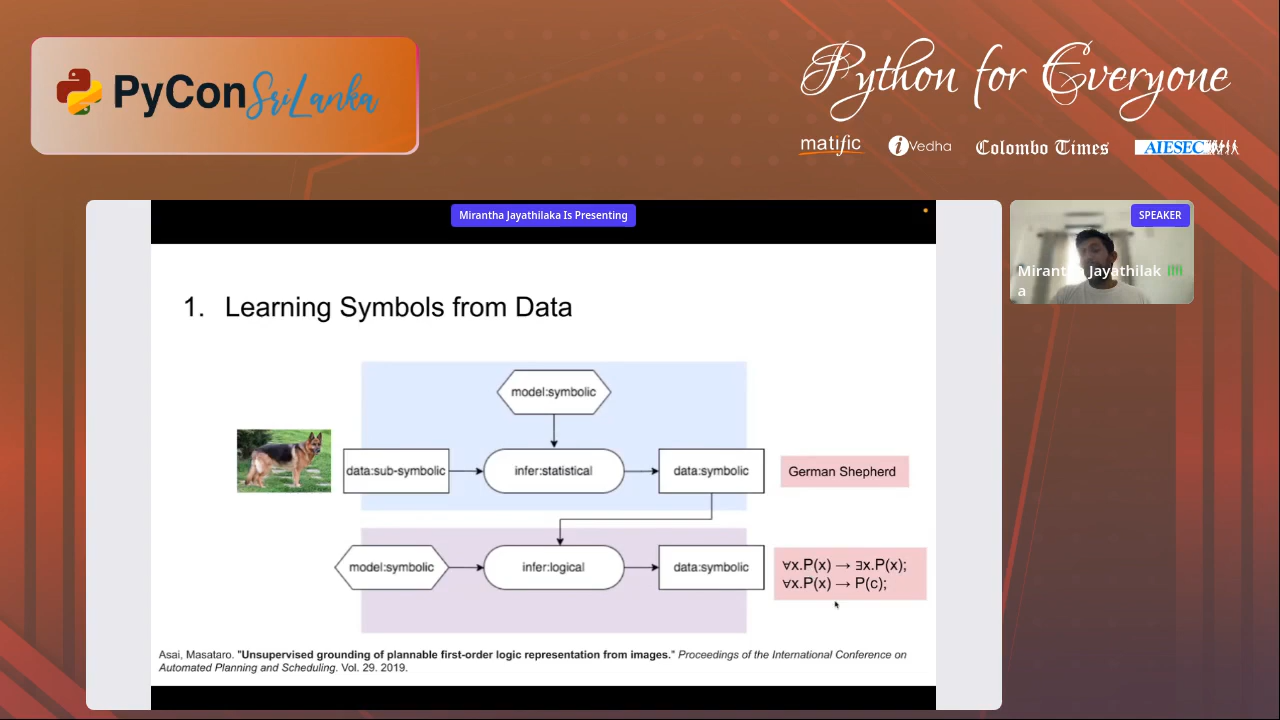 PyCon SriLanka
Python for Everyone
matific
iVedha
Colombo Times
AIESEC
Mirantha Jayathilaka Is Presenting
SPEAKER
Mirantha Jayathilak
a
1. Learning Symbols from Data
model:symbolic
data:sub-symbolic
infer:statistical
data:symbolic
German Shepherd
model:symbolic
infer:logical
data:symbolic
∀x.P(x) → ∃x.P(x);
∀x.P(x) → P(c);
Asai, Masataro. "Unsupervised grounding of plannable first-order logic representation from images." Proceedings of the International Conference on
Automated Planning and Scheduling. Vol. 29. 2019.